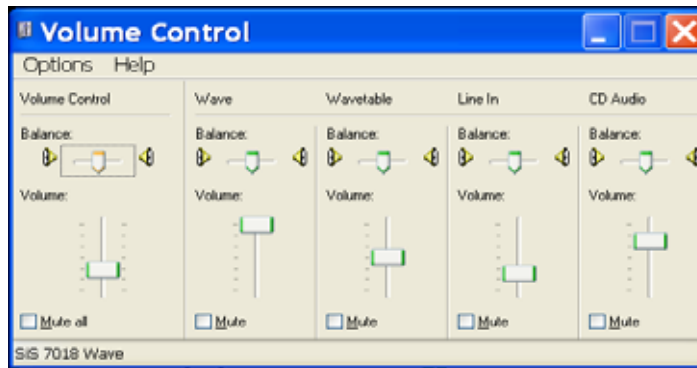 Volume Control
Options Help
Volume Control Wave Wavetable Line In CD Audio
Balance: Balance: Balance: Balance: Balance:
Volume: Volume: Volume: Volume: Volume:
Mute all Mute Mute Mute Mute
SiS 7018 Wave